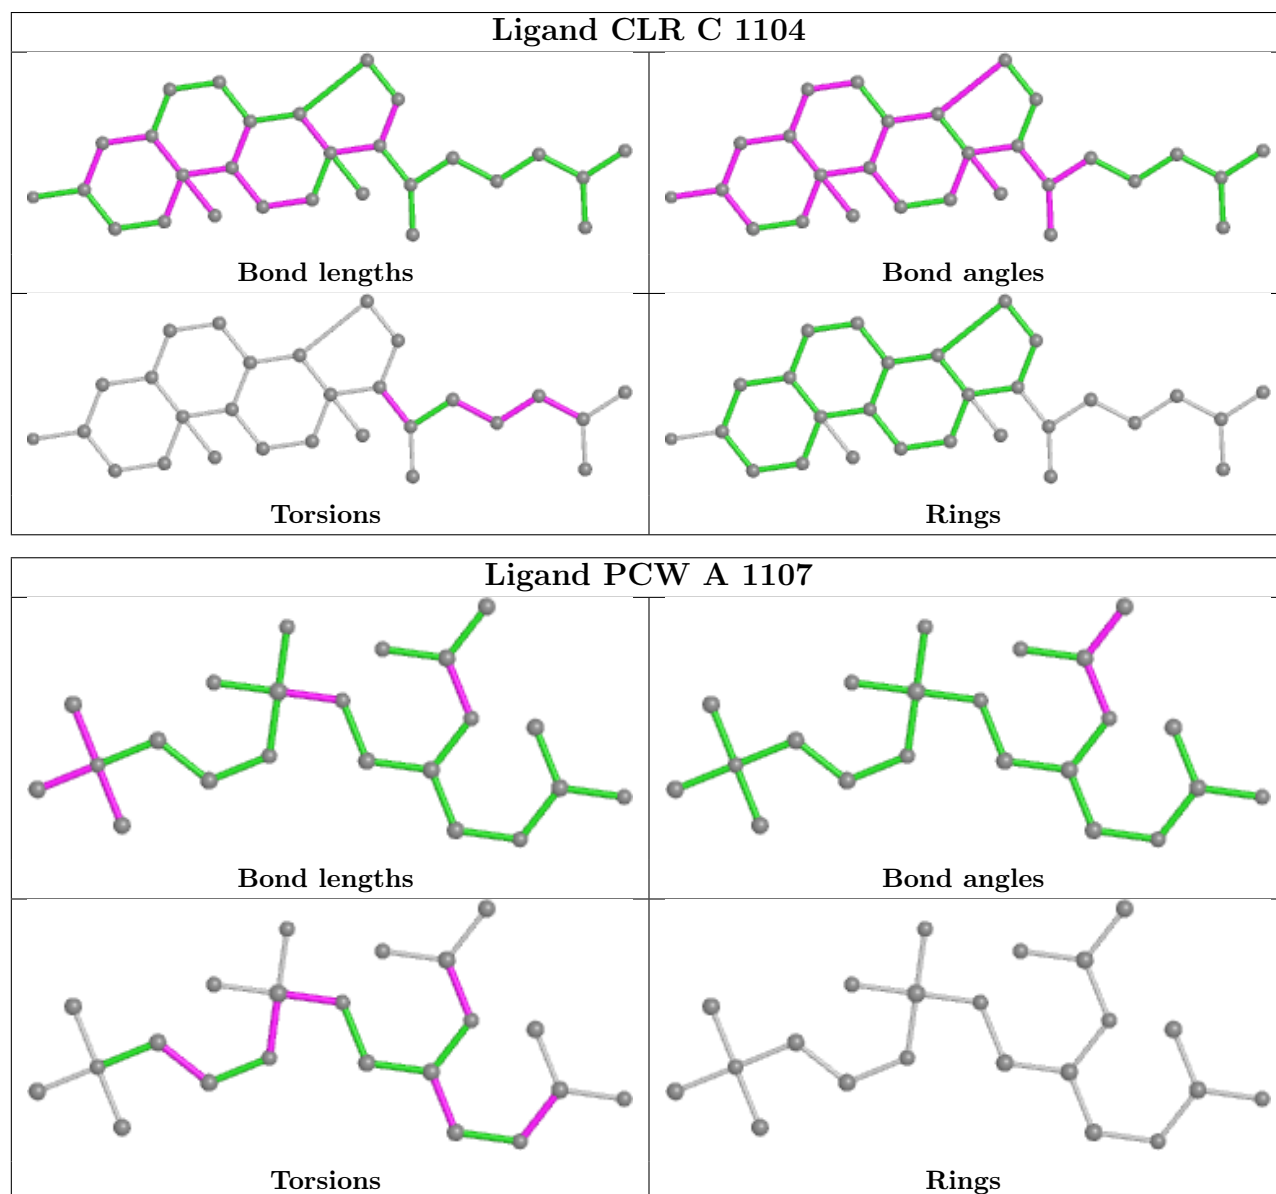 Ligand CLR C 1104
Bond lengths
Bond angles
Torsions
Rings
Ligand PCW A 1107
Bond lengths
Bond angles
Torsions
Rings